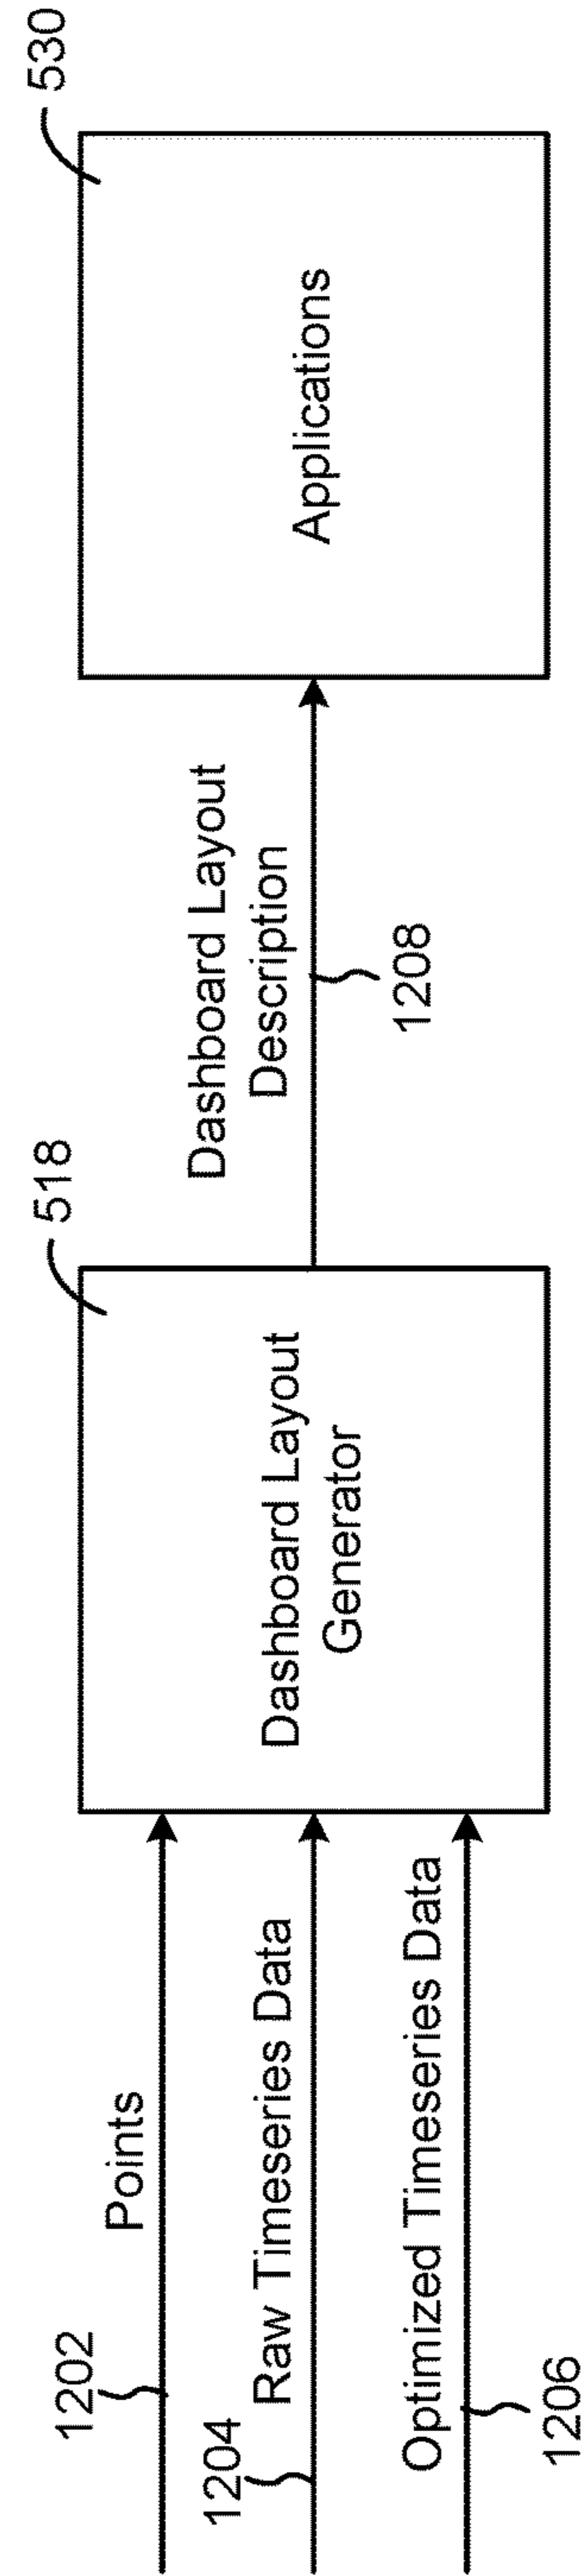 1202
Points
1204
Raw Timeseries Data
Optimized Timeseries Data
1206
518
Dashboard Layout
Generator
Dashboard Layout
Description
1208
530
Applications